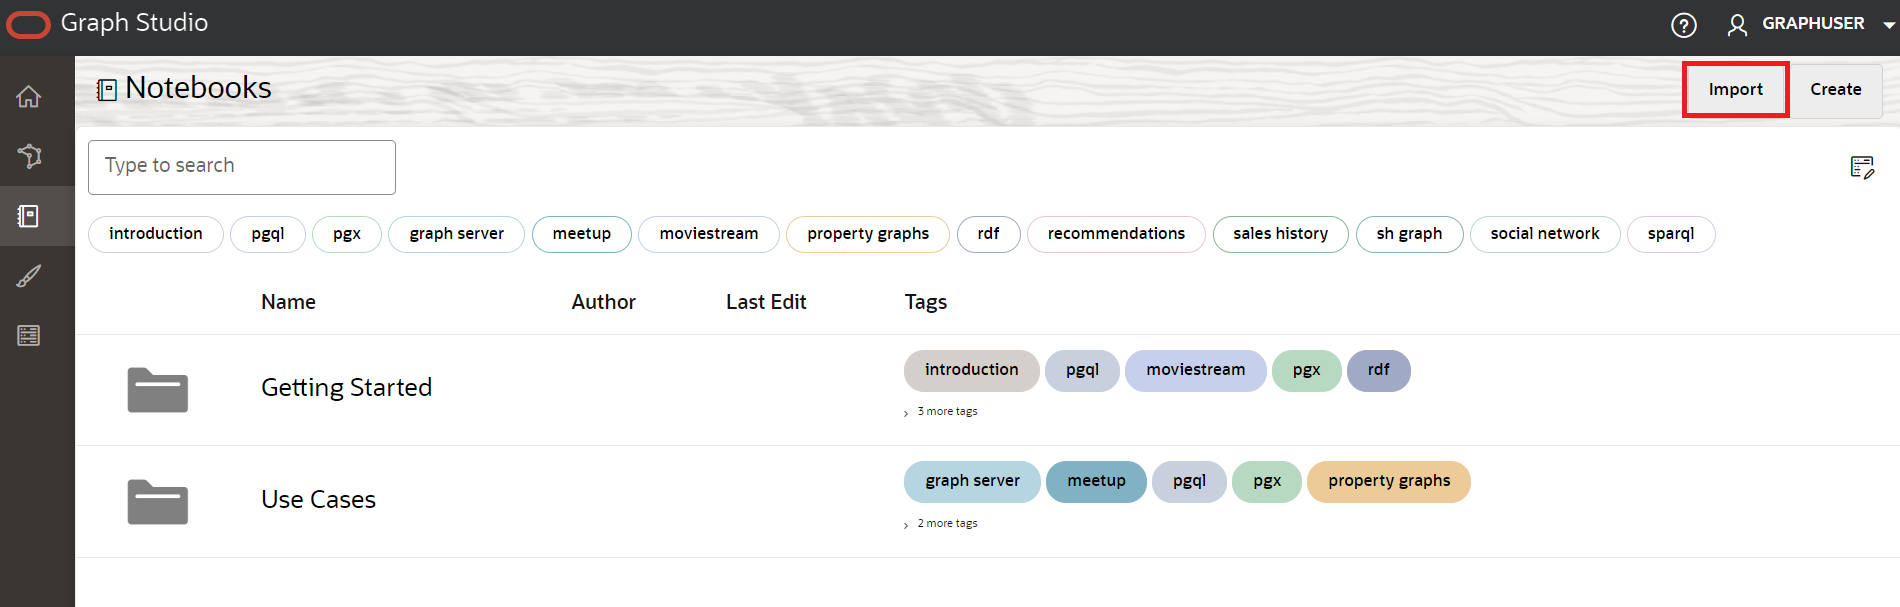 Graph Studio
? GRAPHUSER
Notebooks
Import Create
Type to search
introduction pgql pgx graph server meetup moviestream property graphs rdf recommendations sales history sh graph social network sparql
Name Author Last Edit Tags
Getting Started
introduction pgql moviestream pgx rdf
3 more tags
Use Cases
graph server meetup pgql pgx property graphs
2 more tags